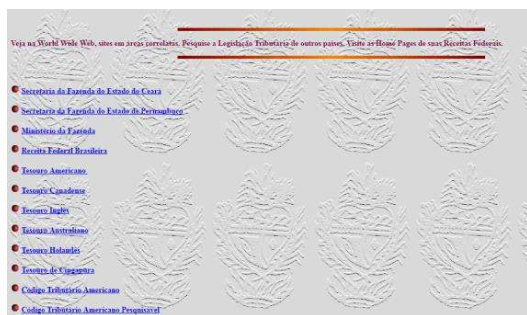 Veja na World Wide Web, sites em áreas correlatas. Pesquise a Legislação Tributária de outros países. Visite as Home Pages de suas Receitas Federais.
Secretaria da Fazenda do Estado do Ceará
Secretaria da Fazenda do Estado de Pernambuco
Ministério da Fazenda
Receita Federal Brasileira
Tesouro Americano
Tesouro Canadense
Tesouro Inglês
Tesouro Australiano
Tesouro Holandês
Tesouro de Cingapura
Código Tributário Americano
Código Tributário Americano Pesquisável